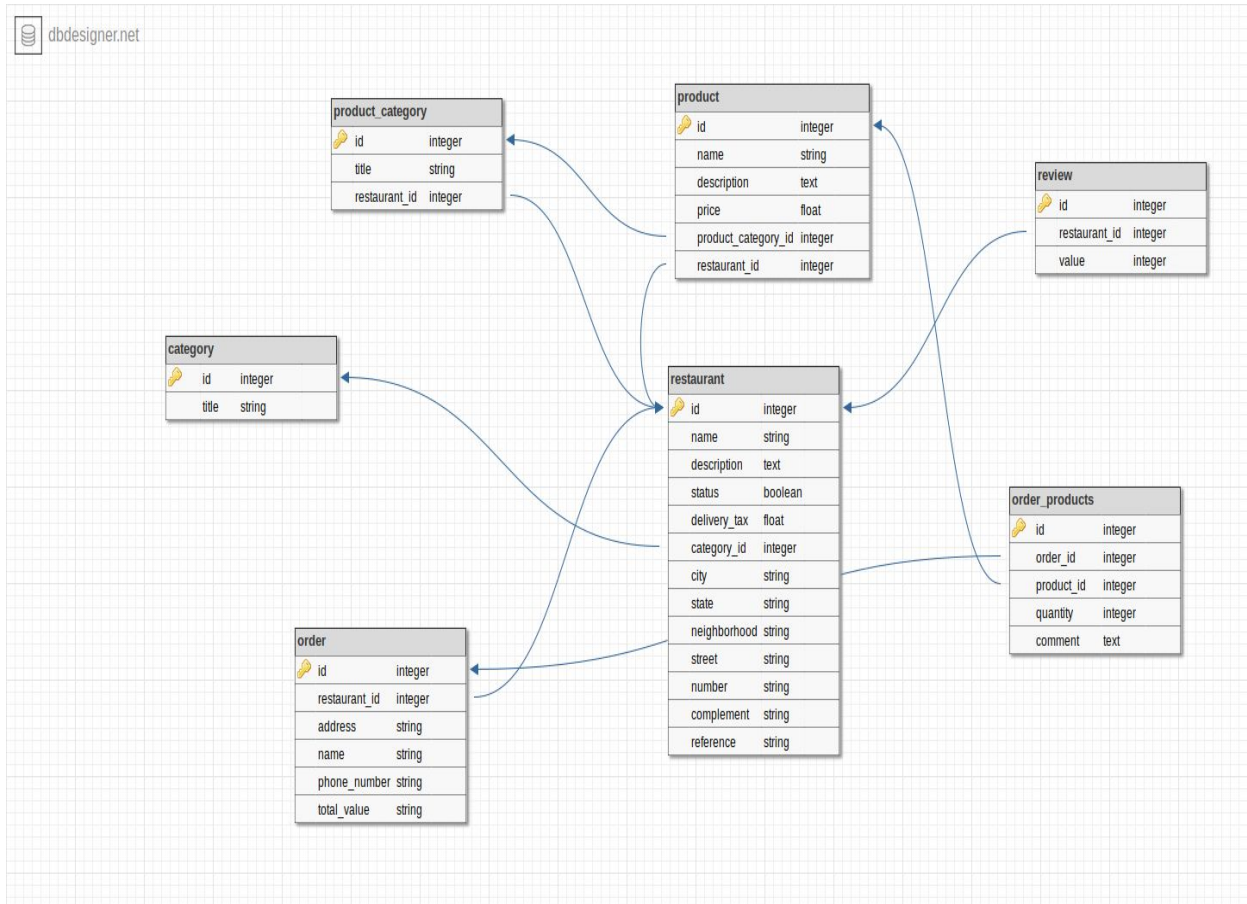 dbdesigner.net
product_category
id integer
title string
restaurant_id integer
product
id integer
name string
description text
price float
product_category_id integer
restaurant_id integer
review
id integer
restaurant_id integer
value integer
category
id integer
title string
restaurant
id integer
name string
description text
status boolean
delivery_tax float
category_id integer
city string
state string
neighborhood string
street string
number string
complement string
reference string
order_products
id integer
order_id integer
product_id integer
quantity integer
comment text
order
id integer
restaurant_id integer
address string
name string
phone_number string
total_value string